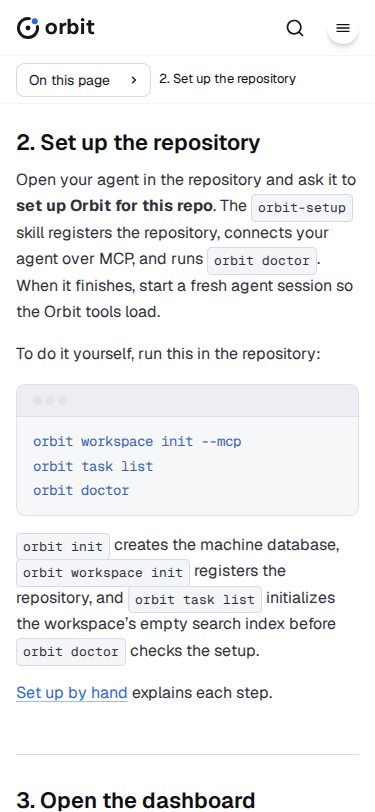 orbit
On this page
2. Set up the repository
2. Set up the repository
Open your agent in the repository and ask it to
set up Orbit for this repo. The orbit-setup
skill registers the repository, connects your
agent over MCP, and runs orbit doctor.
When it finishes, start a fresh agent session so
the Orbit tools load.
To do it yourself, run this in the repository:
orbit workspace init --mcp
orbit task list
orbit doctor
orbit init creates the machine database,
orbit workspace init registers the
repository, and orbit task list initializes
the workspace’s empty search index before
orbit doctor checks the setup.
Set up by hand explains each step.
3. Open the dashboard